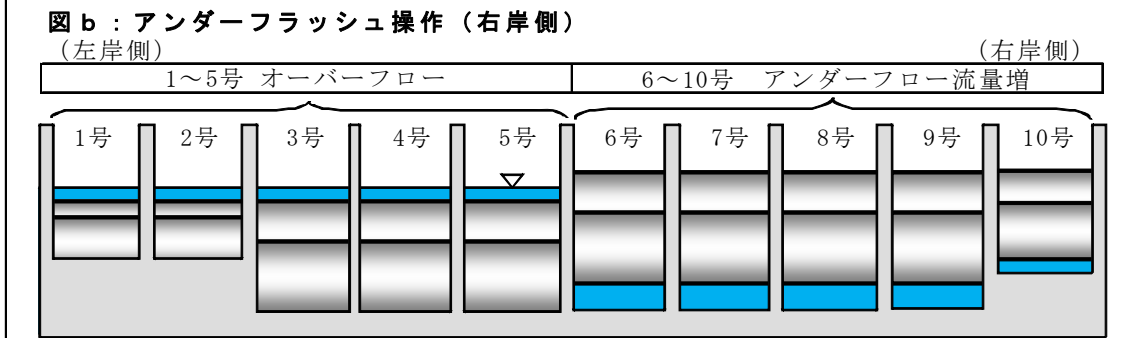 図b：アンダーフラッシュ操作（右岸側）
（左岸側） （右岸側）
1～5号 オーバーフロー 6～10号 アンダーフロー流量増
1号 2号 3号 4号 5号 6号 7号 8号 9号 10号